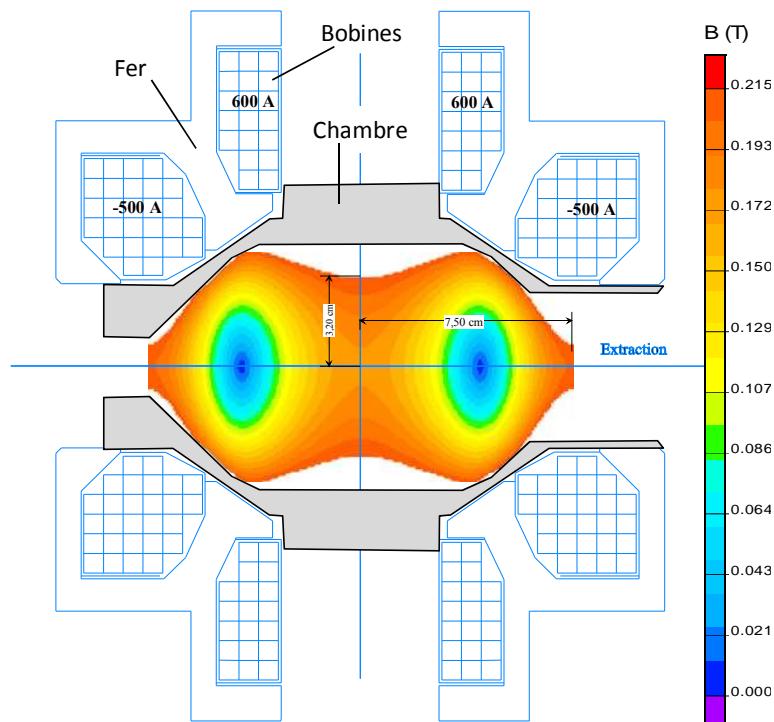 B (T)
Bobines
Fer
600 A
600 A
Chambre
-500 A
-500 A
3,20 cm
7,50 cm
Extraction
0.215
0.193
0.172
0.150
0.129
0.107
0.086
0.064
0.043
0.021
0.000